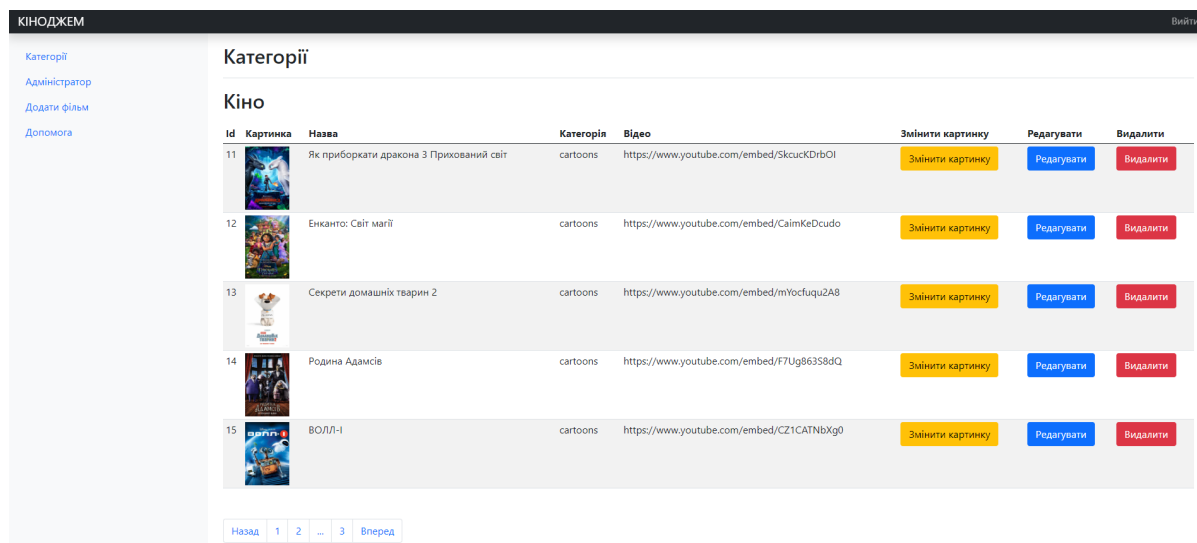 КІНОДЖЕМ Вийти
Категорії
Адміністратор
Додати фільм
Допомога
Категорії
Кіно
Id Картинка Назва Категорія Відео Змінити картинку Редагувати Видалити
11 Як приборкати дракона 3 Прихований світ cartoons https://www.youtube.com/embed/SkcucKDrbOI Змінити картинку Редагувати Видалити
12 Енканто: Світ магії cartoons https://www.youtube.com/embed/CaimKeDcudo Змінити картинку Редагувати Видалити
13 Секрети домашніх тварин 2 cartoons https://www.youtube.com/embed/mYocfuqu2A8 Змінити картинку Редагувати Видалити
14 Родина Адамсів cartoons https://www.youtube.com/embed/F7Ug863S8dQ Змінити картинку Редагувати Видалити
15 ВОЛЛ-І cartoons https://www.youtube.com/embed/CZ1CATNbXg0 Змінити картинку Редагувати Видалити
Назад 1 2 ... 3 Вперед